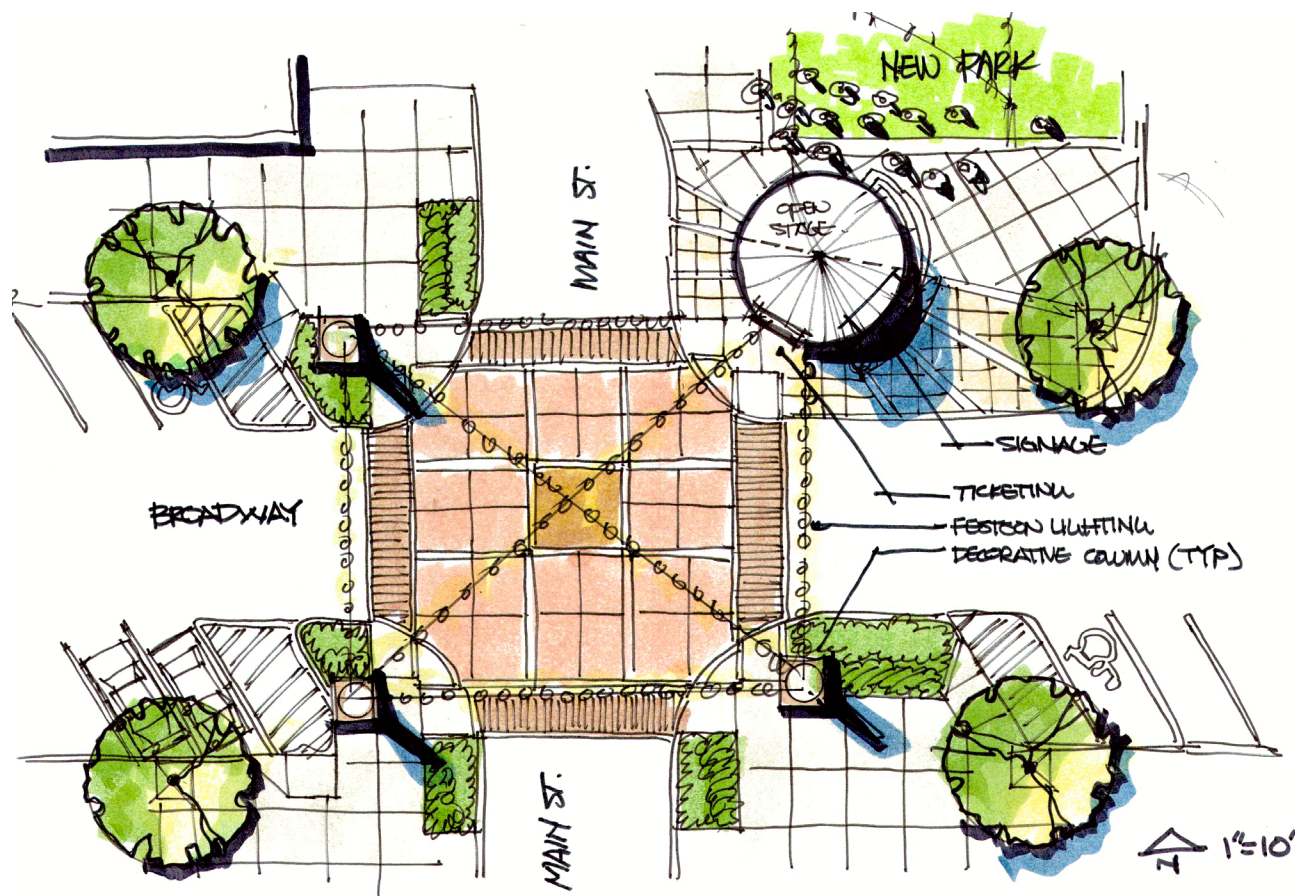 NEW PARK
MAIN ST.
OPEN
STAGE
SIGNAGE
TICKETING
BROADWAY
FESTOON LIGHTING
DECORATIVE COLUMN (TYP)
MAIN ST.
N 1"=10'